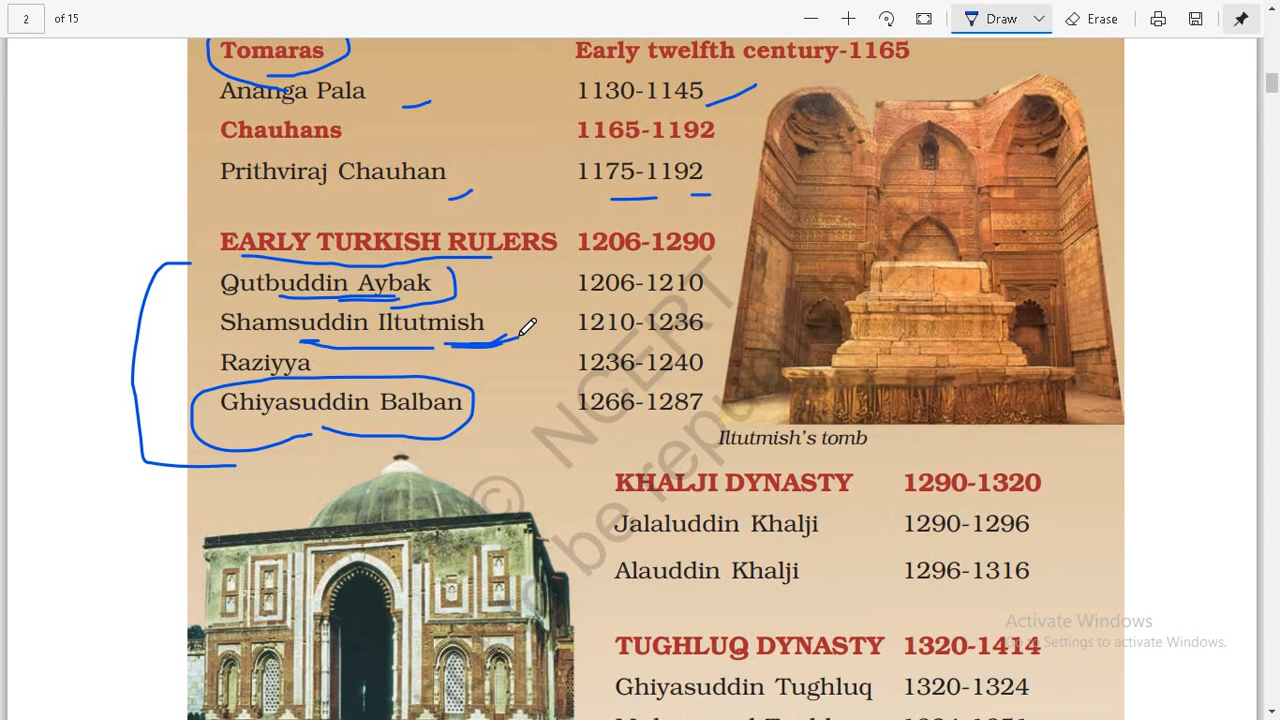 2 of 15
Draw
Erase
Tomaras Early twelfth century-1165
Ananga Pala 1130-1145
Chauhans 1165-1192
Prithviraj Chauhan 1175-1192
EARLY TURKISH RULERS 1206-1290
Qutbuddin Aybak 1206-1210
Shamsuddin Iltutmish 1210-1236
Raziyya 1236-1240
Ghiyasuddin Balban 1266-1287
Iltutmish's tomb
KHALJI DYNASTY 1290-1320
Jalaluddin Khalji 1290-1296
Alauddin Khalji 1296-1316
TUGHLUQ DYNASTY 1320-1414
Ghiyasuddin Tughluq 1320-1324
© NCERT
be
Activate Windows
Go to Settings to activate Windows.